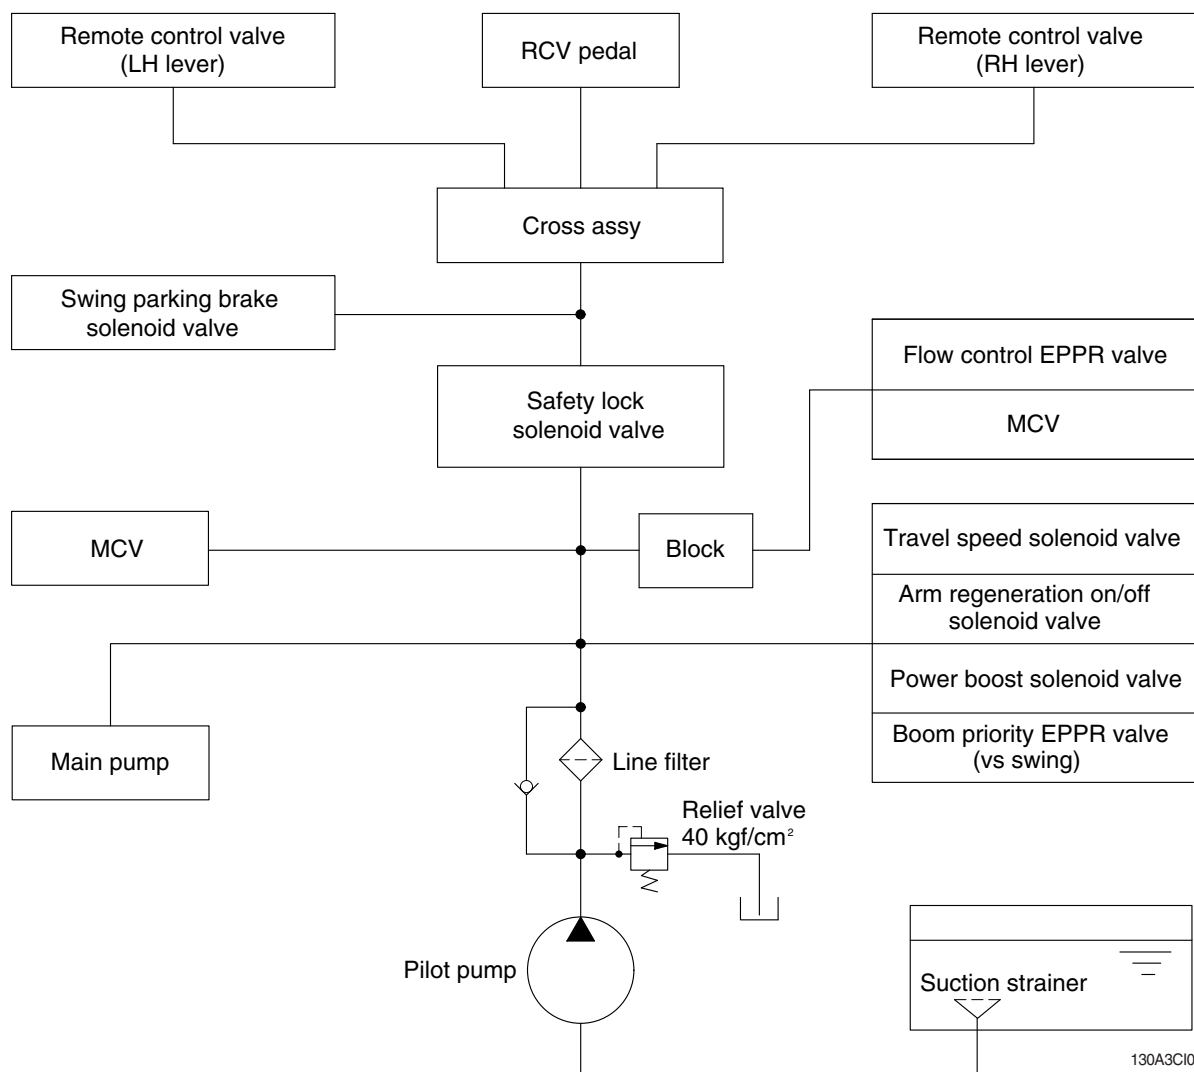 Remote control valve
(LH lever)
RCV pedal
Remote control valve
(RH lever)
Cross assy
Swing parking brake
solenoid valve
Safety lock
solenoid valve
Flow control EPPR valve
MCV
MCV
Block
Travel speed solenoid valve
Arm regeneration on/off
solenoid valve
Power boost solenoid valve
Boom priority EPPR valve
(vs swing)
Main pump
Line filter
Relief valve
40 kgf/cm²
Pilot pump
Suction strainer
130A3CI0